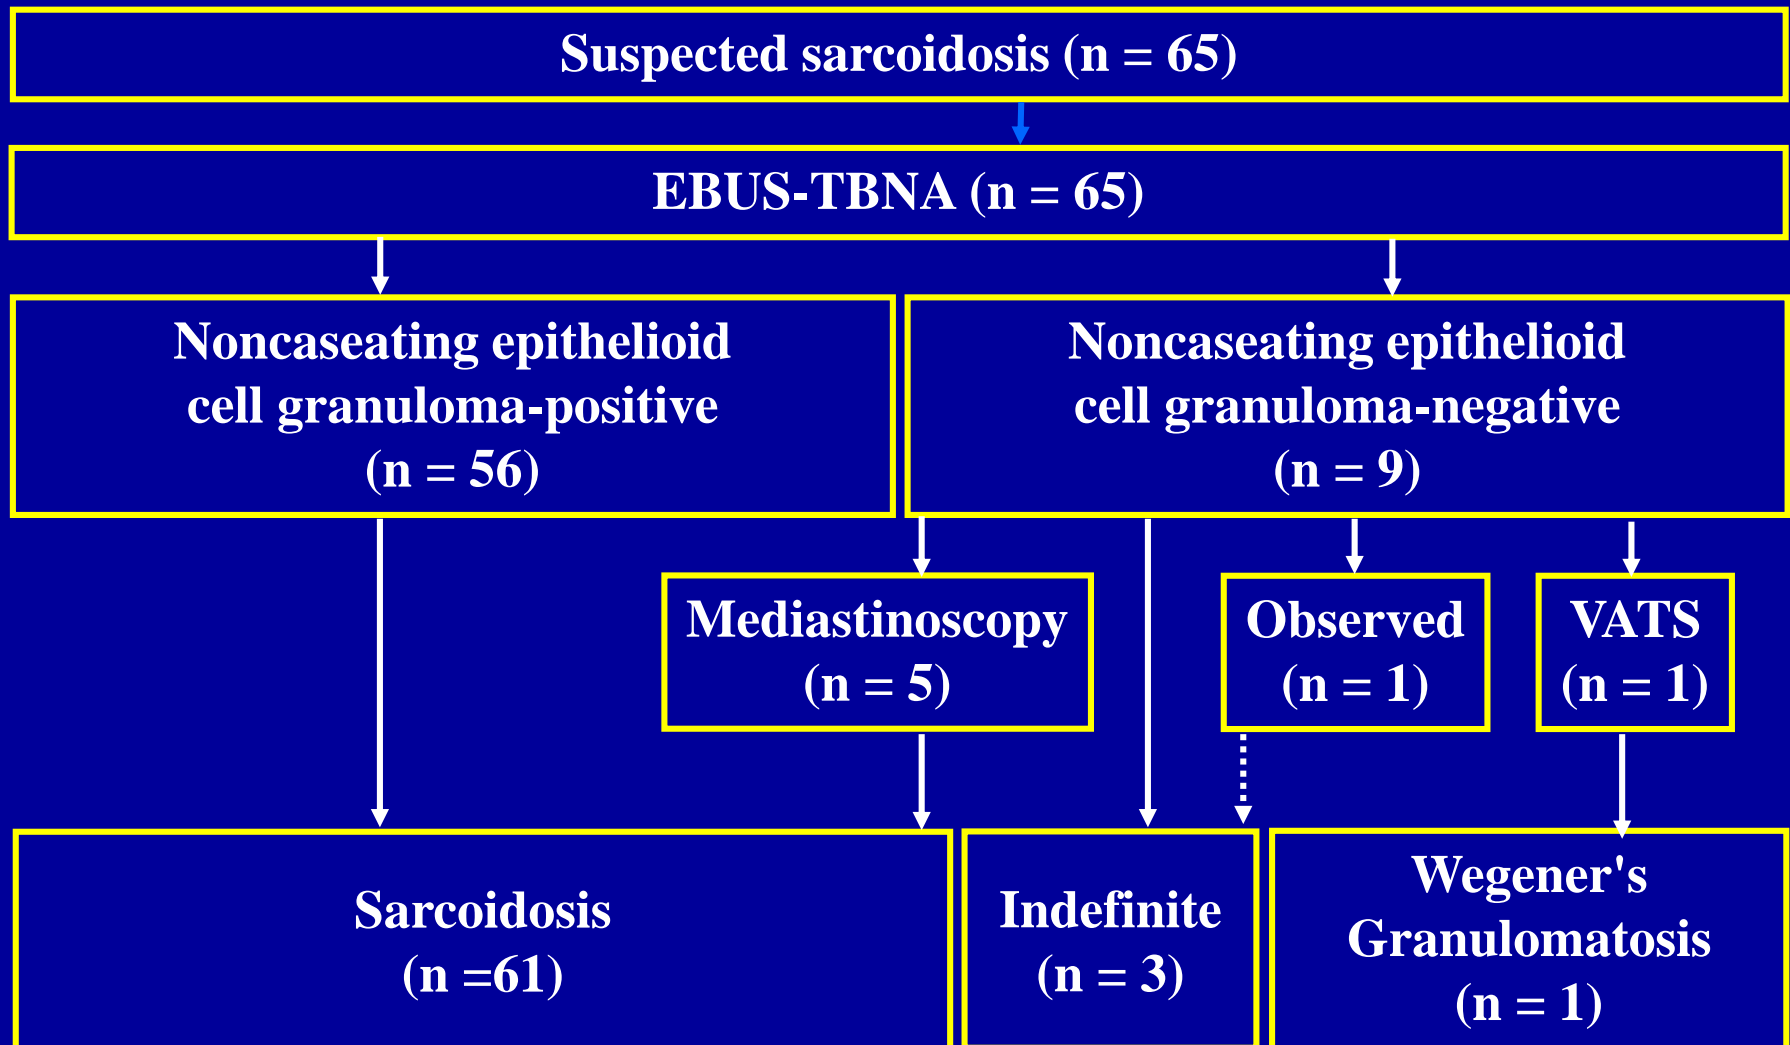 Suspected sarcoidosis (n = 65)
EBUS-TBNA (n = 65)
Noncaseating epithelioid
cell granuloma-positive
(n = 56)
Noncaseating epithelioid
cell granuloma-negative
(n = 9)
Mediastinoscopy
(n = 5)
Observed
(n = 1)
VATS
(n = 1)
Sarcoidosis
(n =61)
Indefinite
(n = 3)
Wegener's
Granulomatosis
(n = 1)